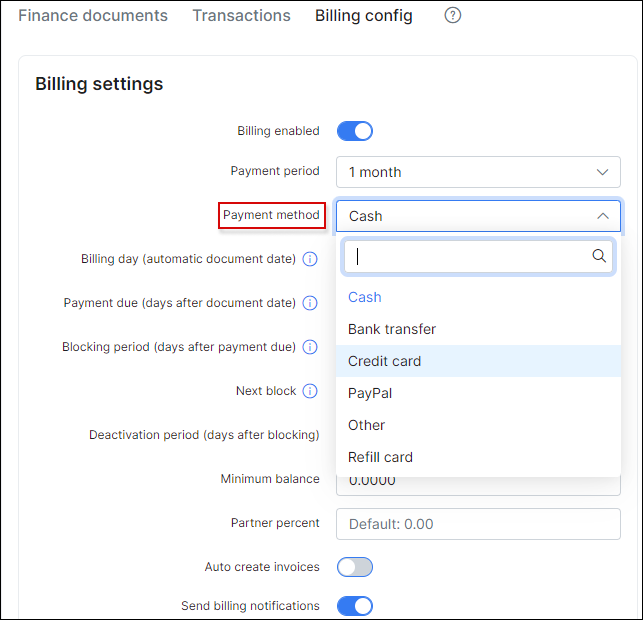 Finance documents Transactions Billing config ?
Billing settings
Billing enabled
Payment period 1 month
Payment method Cash
Billing day (automatic document date) i
Cash
Payment due (days after document date) i
Bank transfer
Blocking period (days after payment due) i
Credit card
Next block i
PayPal
Other
Deactivation period (days after blocking)
Refill card
Minimum balance 0.0000
Partner percent Default: 0.00
Auto create invoices
Send billing notifications